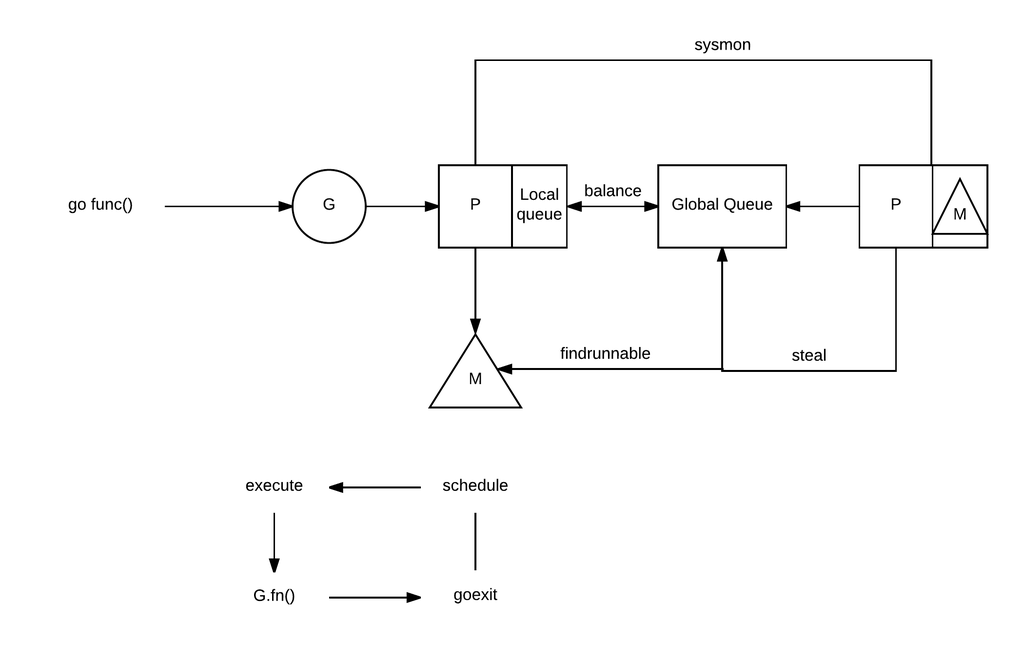 sysmon
go func()
G
P
Local
queue
balance
Global Queue
P
M
findrunnable
steal
M
execute
schedule
G.fn()
goexit